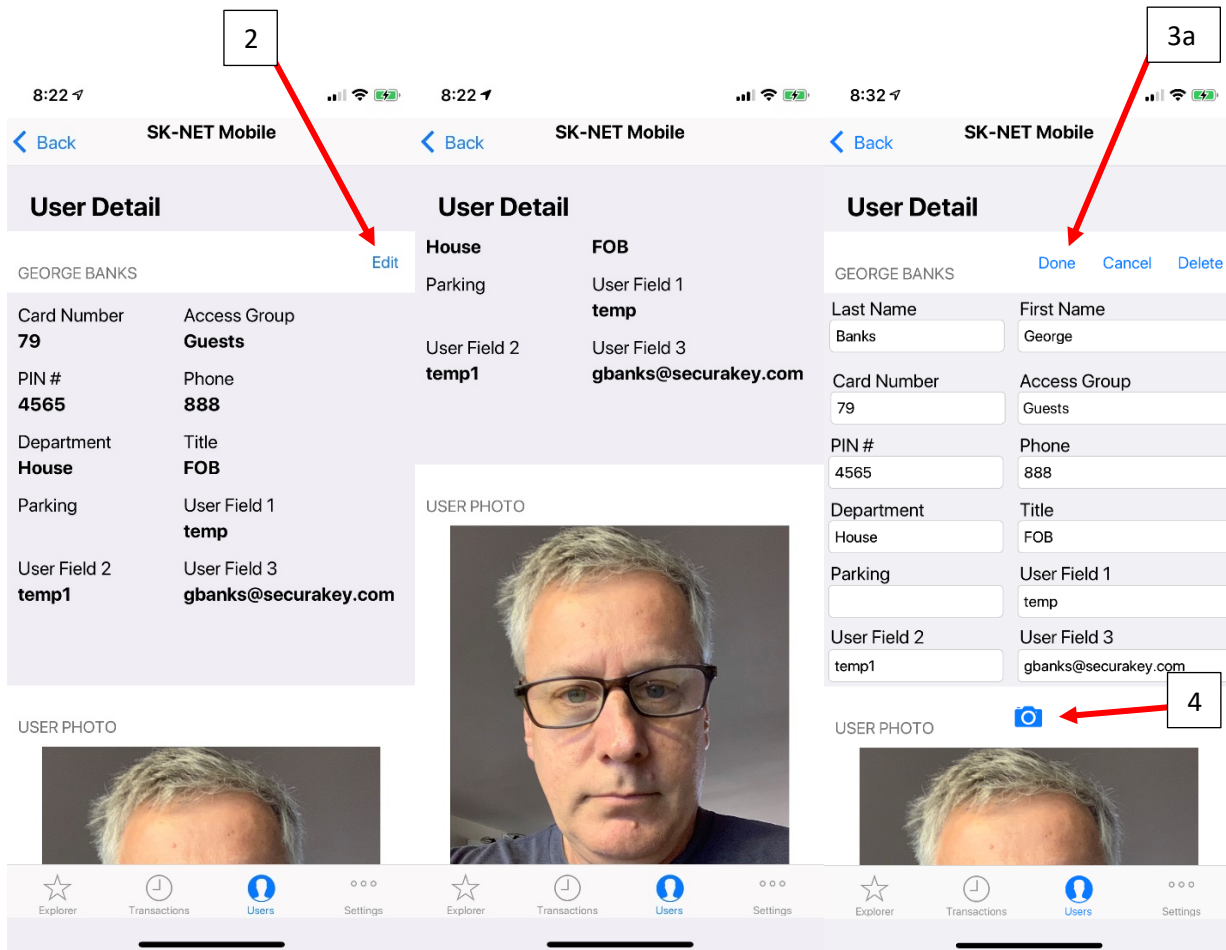 2
3a
8:22
SK-NET Mobile
Back
User Detail
GEORGE BANKS
Edit
Card Number Access Group
79 Guests
PIN # Phone
4565 888
Department Title
House FOB
Parking User Field 1
temp
User Field 2 User Field 3
temp1 gbanks@securakey.com
USER PHOTO
Explorer Transactions Users Settings
8:22
SK-NET Mobile
Back
User Detail
House FOB
Parking User Field 1
temp
User Field 2 User Field 3
temp1 gbanks@securakey.com
USER PHOTO
Explorer Transactions Users Settings
8:32
SK-NET Mobile
Back
User Detail
GEORGE BANKS
Done Cancel Delete
Last Name First Name
Banks George
Card Number Access Group
79 Guests
PIN # Phone
4565 888
Department Title
House FOB
Parking User Field 1
temp
User Field 2 User Field 3
temp1 gbanks@securakey.com
4
USER PHOTO
Explorer Transactions Users Settings